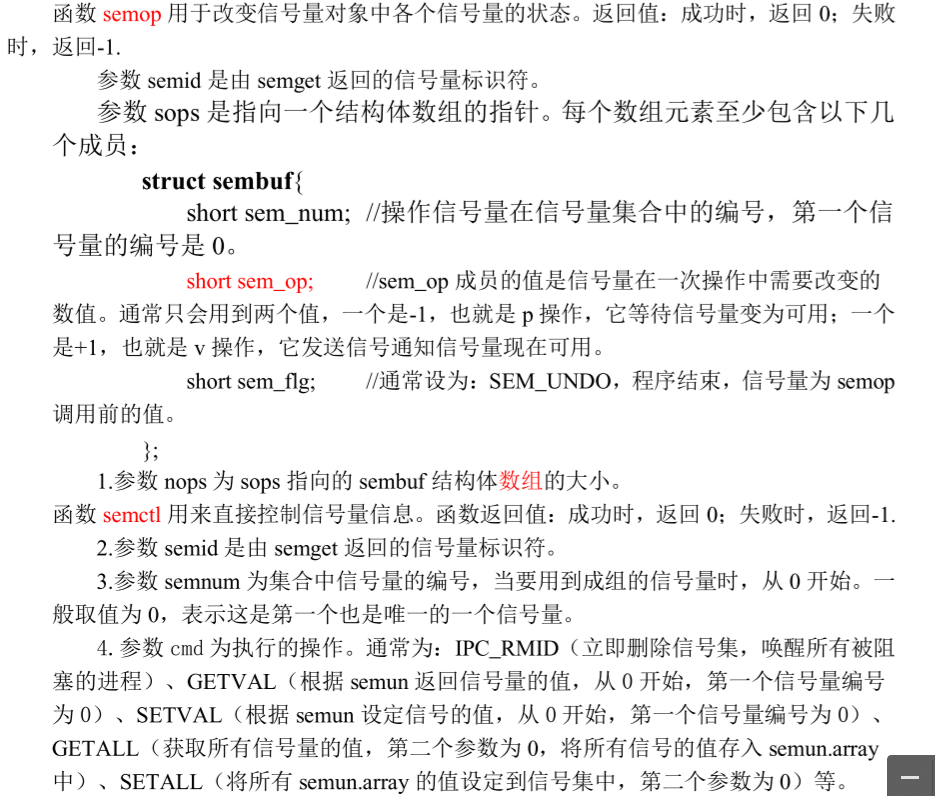 函数 semop 用于改变信号量对象中各个信号量的状态。返回值：成功时，返回 0；失败
时，返回-1.
参数 semid 是由 semget 返回的信号量标识符。
参数 sops 是指向一个结构体数组的指针。每个数组元素至少包含以下几
个成员：
struct sembuf{
short sem_num; //操作信号量在信号量集合中的编号，第一个信
号量的编号是 0。
short sem_op; //sem_op 成员的值是信号量在一次操作中需要改变的
数值。通常只会用到两个值，一个是-1，也就是 p 操作，它等待信号量变为可用；一个
是+1，也就是 v 操作，它发送信号通知信号量现在可用。
short sem_flg; //通常设为：SEM_UNDO，程序结束，信号量为 semop
调用前的值。
};
1.参数 nops 为 sops 指向的 sembuf 结构体数组的大小。
函数 semctl 用来直接控制信号量信息。函数返回值：成功时，返回 0；失败时，返回-1.
2.参数 semid 是由 semget 返回的信号量标识符。
3.参数 semnum 为集合中信号量的编号，当要用到成组的信号量时，从 0 开始。一
般取值为 0，表示这是第一个也是唯一的一个信号量。
4. 参数 cmd 为执行的操作。通常为：IPC_RMID（立即删除信号集，唤醒所有被阻
塞的进程）、GETVAL（根据 semun 返回信号量的值，从 0 开始，第一个信号量编号
为 0）、SETVAL（根据 semun 设定信号的值，从 0 开始，第一个信号量编号为 0）、
GETALL（获取所有信号量的值，第二个参数为 0，将所有信号的值存入 semun.array
中）、SETALL（将所有 semun.array 的值设定到信号集中，第二个参数为 0）等。